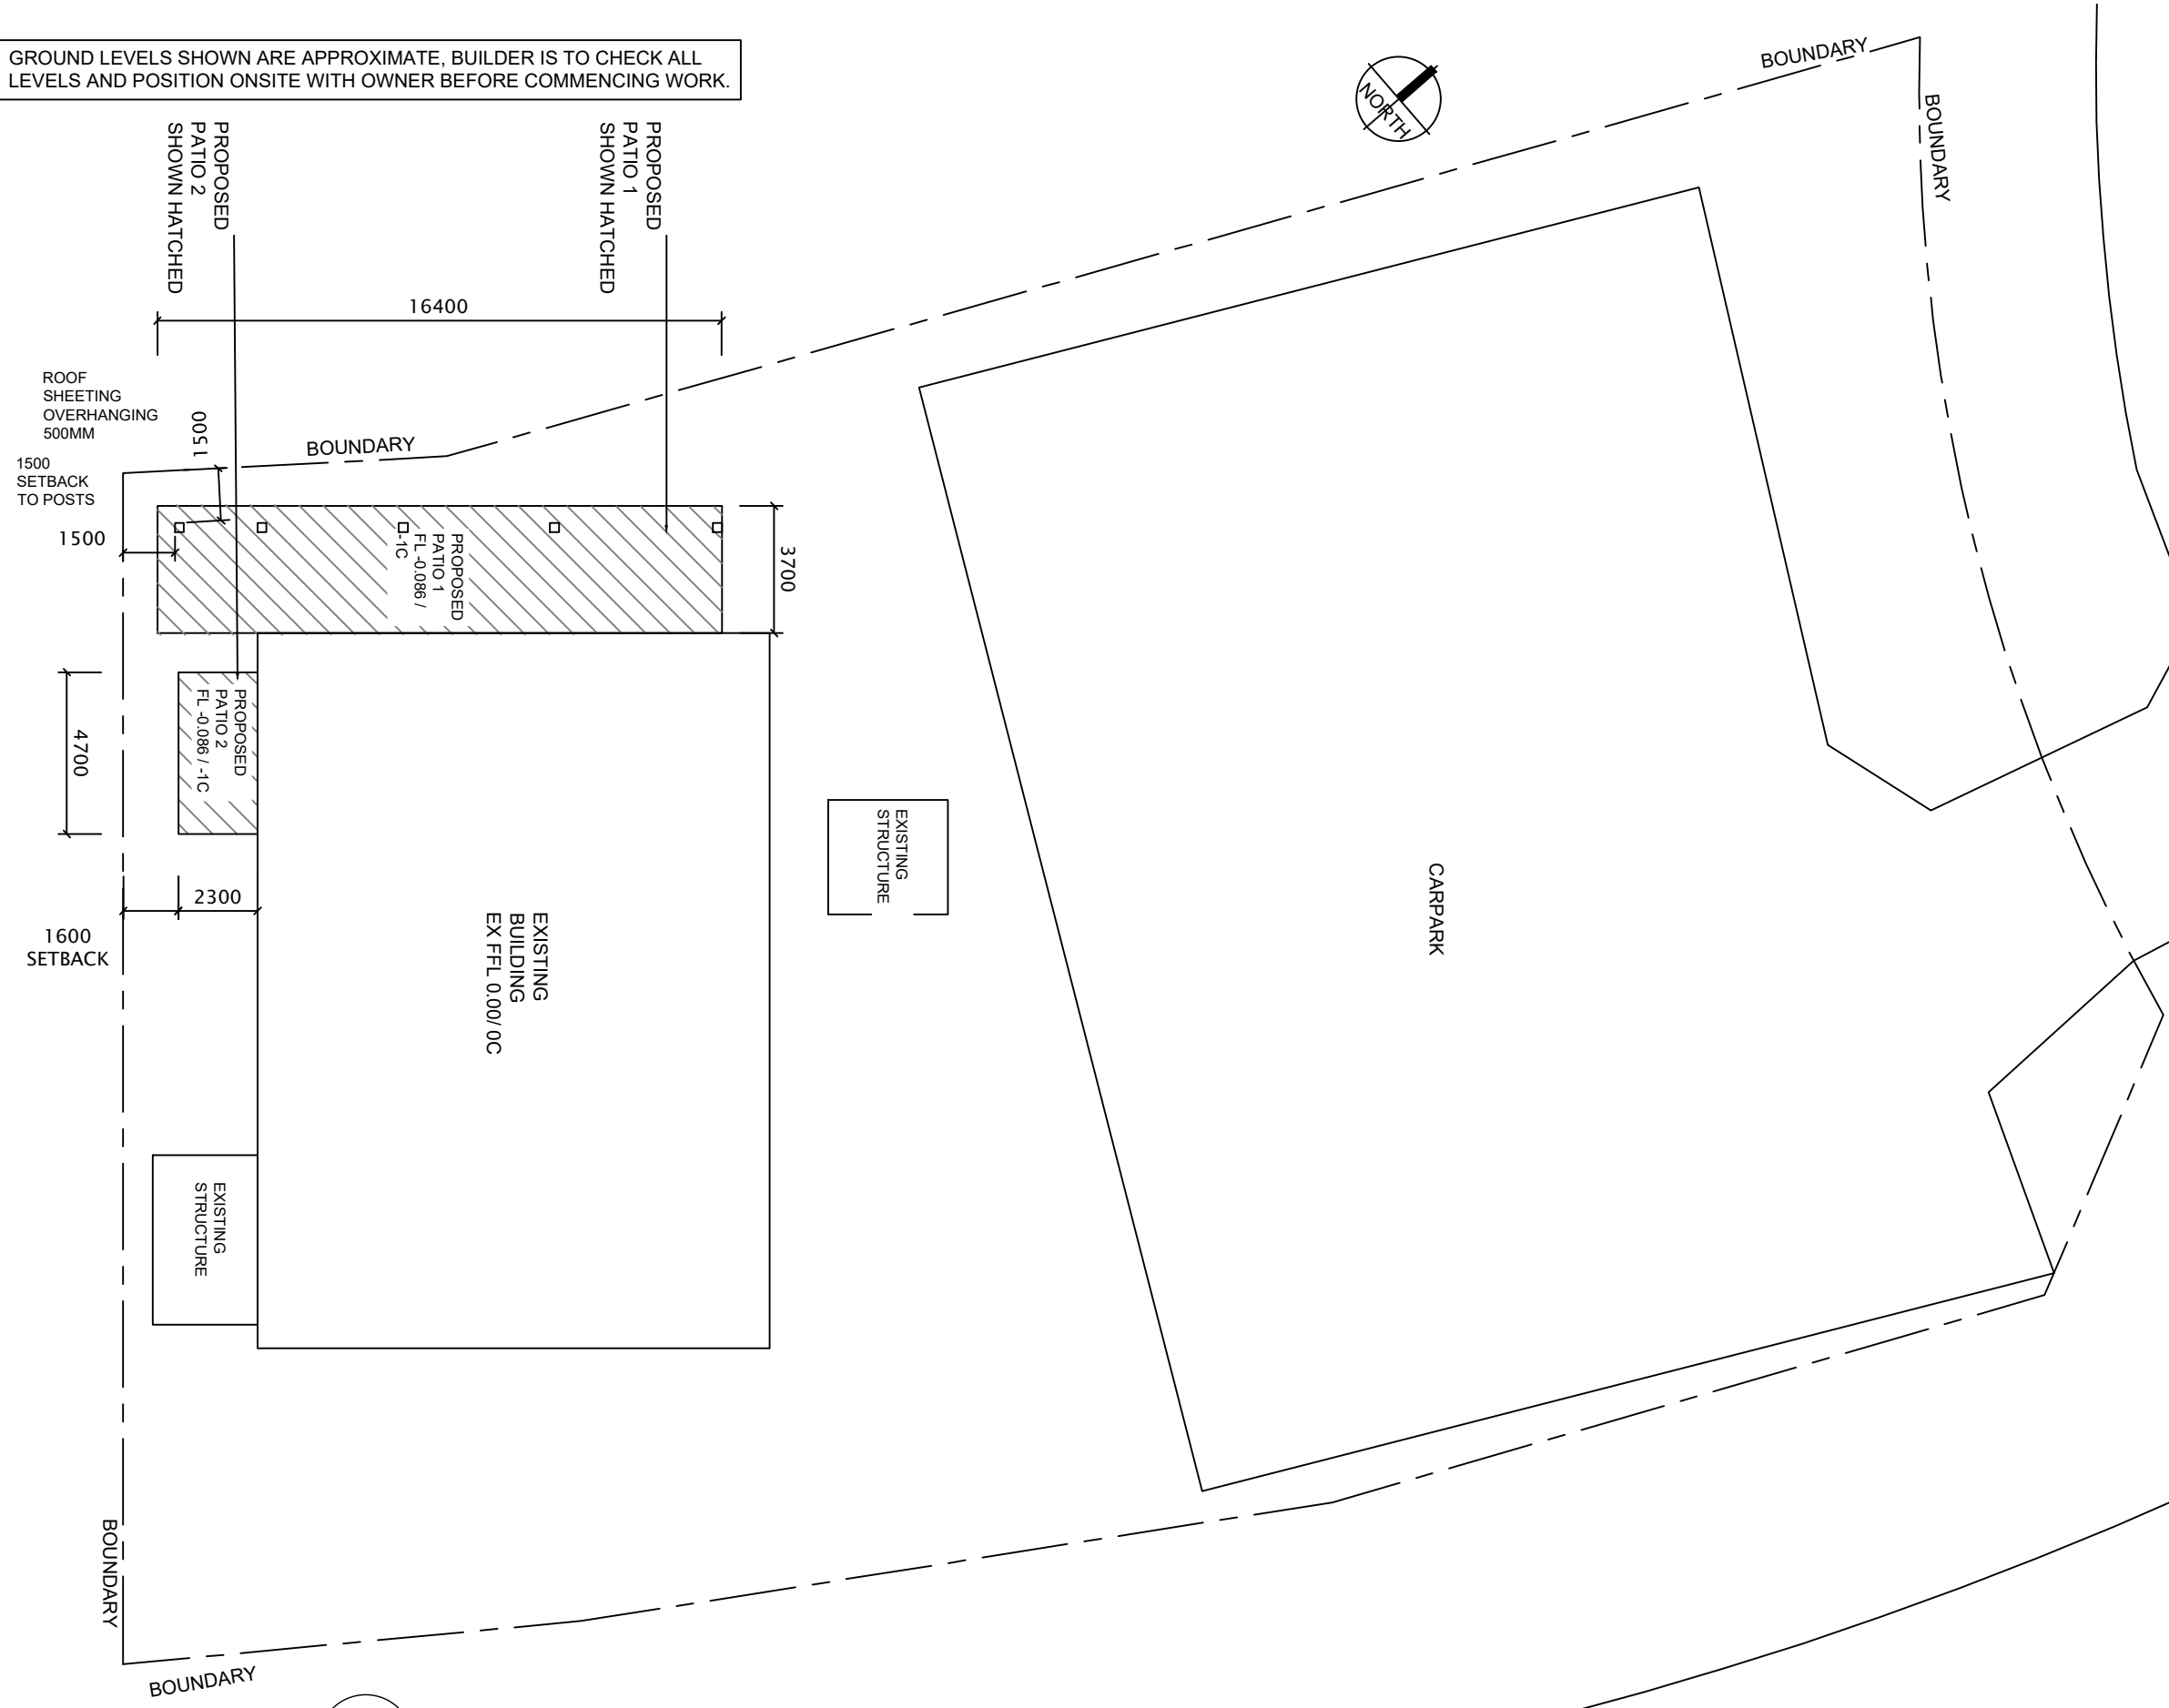 GROUND LEVELS SHOWN ARE APPROXIMATE, BUILDER IS TO CHECK ALL
LEVELS AND POSITION ONSITE WITH OWNER BEFORE COMMENCING WORK.
NORTH
BOUNDARY
BOUNDARY
PROPOSED
PATIO 2
SHOWN HATCHED
PROPOSED
PATIO 1
SHOWN HATCHED
16400
ROOF
SHEETING
OVERHANGING
500MM
1500
BOUNDARY
1500
SETBACK
TO POSTS
1500
PROPOSED
PATIO 1
FL -0.086 /
-1C
3700
PROPOSED
PATIO 2
FL -0.086 / -1C
4700
2300
1600
SETBACK
EXISTING
BUILDING
EX FFL 0.00/ 0C
EXISTING
STRUCTURE
CARPARK
EXISTING
STRUCTURE
BOUNDARY
BOUNDARY